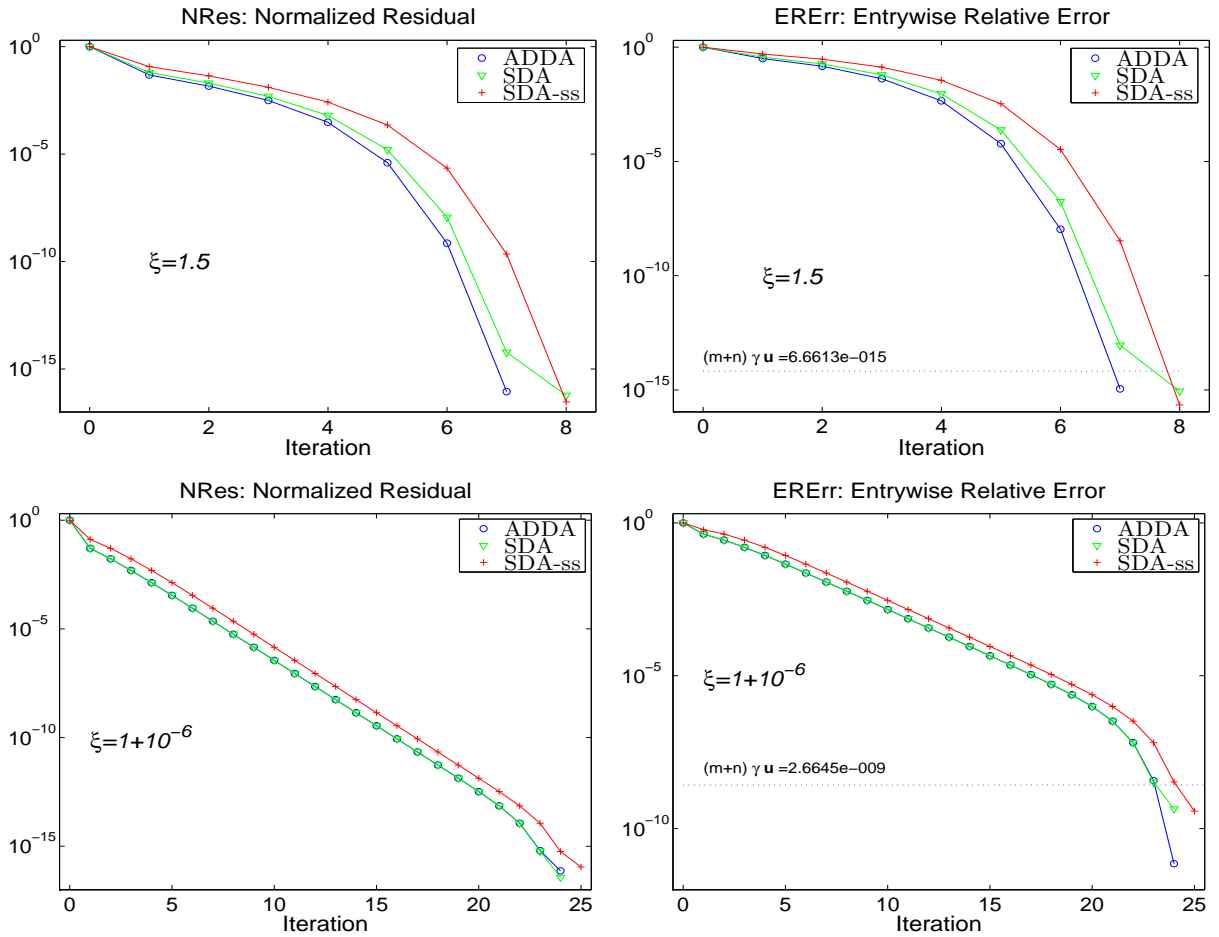 NRes: Normalized Residual
10^0
10^-5
10^-10
10^-15
ADDA
SDA
SDA-ss
ξ=1.5
0 2 4 6 8
Iteration
ERErr: Entrywise Relative Error
10^0
10^-5
10^-10
10^-15
ADDA
SDA
SDA-ss
ξ=1.5
(m+n) γ u =6.6613e−015
0 2 4 6 8
Iteration
NRes: Normalized Residual
10^0
10^-5
10^-10
10^-15
ADDA
SDA
SDA-ss
ξ=1+10^−6
0 5 10 15 20 25
Iteration
ERErr: Entrywise Relative Error
10^0
10^-5
10^-10
ADDA
SDA
SDA-ss
ξ=1+10^−6
(m+n) γ u =2.6645e−009
0 5 10 15 20 25
Iteration